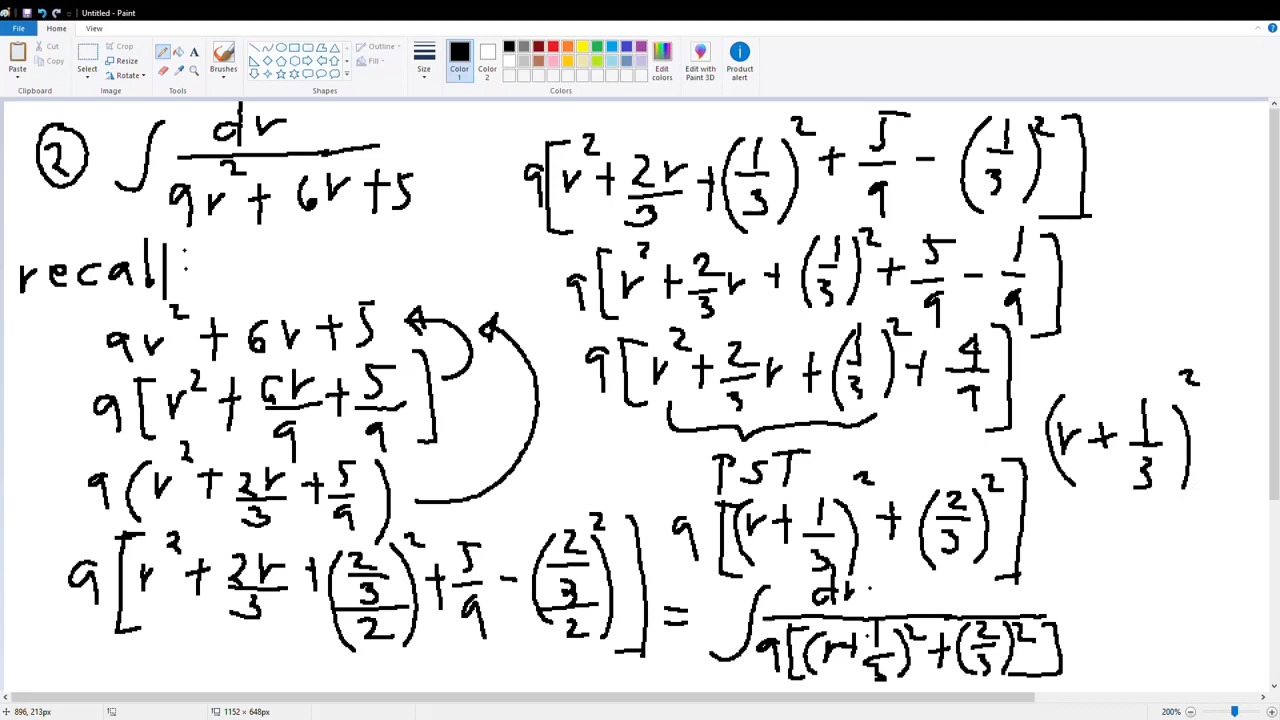 Untitled - Paint
File Home View
Paste Cut Copy Select Crop Resize Rotate Brushes Outline Fill Size Color 1 Color 2 Edit colors Edit with Paint 3D Product alert
Clipboard Image Tools Shapes Colors
② ∫ dr / (9r² + 6r + 5)
recall:
9r² + 6r + 5
9[r² + 6r/9 + 5/9]
9(r² + 2r/3 + 5/9)
9[r² + 2r/3 + ((2/3)/2)² + 5/9 - ((2/3)/2)²] =
9[r² + 2r/3 + (1/3)² + 5/9 - (1/3)²]
9[r² + 2/3 r + (1/3)² + 5/9 - 1/9]
9[r² + 2/3 r + (1/3)² + 4/9]
PST
(r + 1/3)²
9[(r + 1/3)² + (2/3)²]
∫ dr / 9[(r + 1/3)² + (2/3)²]
896, 213px 1152 × 648px 200%